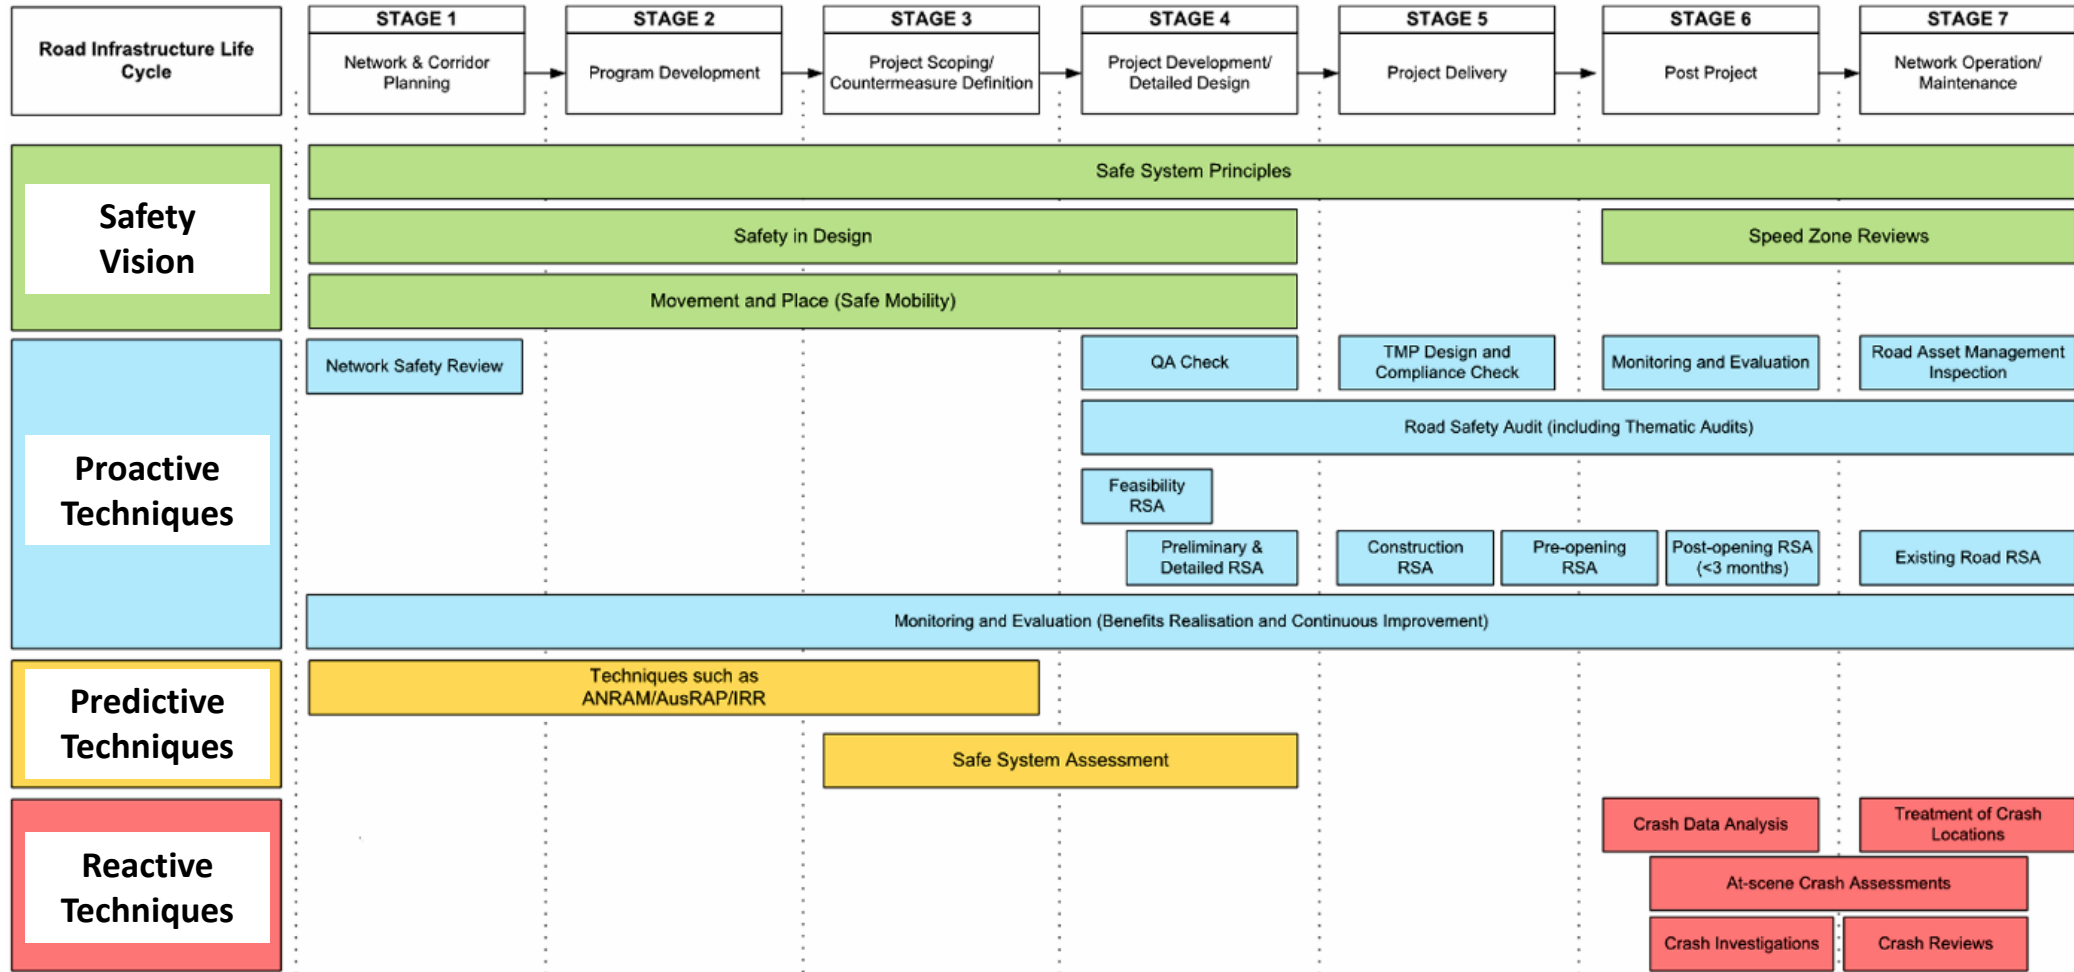 Road Infrastructure Life
Cycle
STAGE 1
Network & Corridor
Planning
STAGE 2
Program Development
STAGE 3
Project Scoping/
Countermeasure Definition
STAGE 4
Project Development/
Detailed Design
STAGE 5
Project Delivery
STAGE 6
Post Project
STAGE 7
Network Operation/
Maintenance
Safety
Vision
Safe System Principles
Safety in Design
Speed Zone Reviews
Movement and Place (Safe Mobility)
Proactive
Techniques
Network Safety Review
QA Check
TMP Design and
Compliance Check
Monitoring and Evaluation
Road Asset Management
Inspection
Road Safety Audit (including Thematic Audits)
Feasibility
RSA
Preliminary &
Detailed RSA
Construction
RSA
Pre-opening
RSA
Post-opening RSA
(<3 months)
Existing Road RSA
Monitoring and Evaluation (Benefits Realisation and Continuous Improvement)
Predictive
Techniques
Techniques such as
ANRAM/AusRAP/IRR
Safe System Assessment
Reactive
Techniques
Crash Data Analysis
Treatment of Crash
Locations
At-scene Crash Assessments
Crash Investigations
Crash Reviews